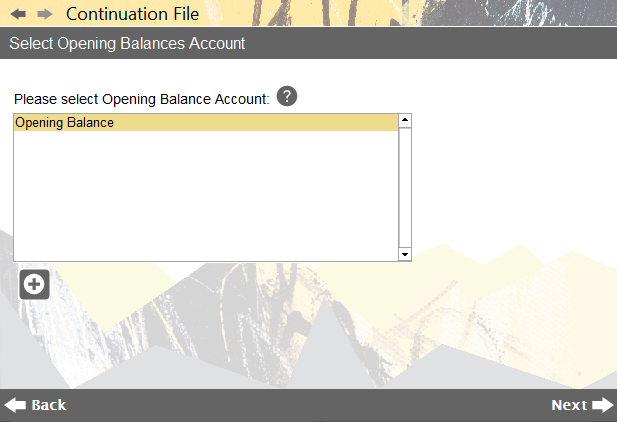 Continuation File
Select Opening Balances Account
Please select Opening Balance Account: ?
Opening Balance
Back Next